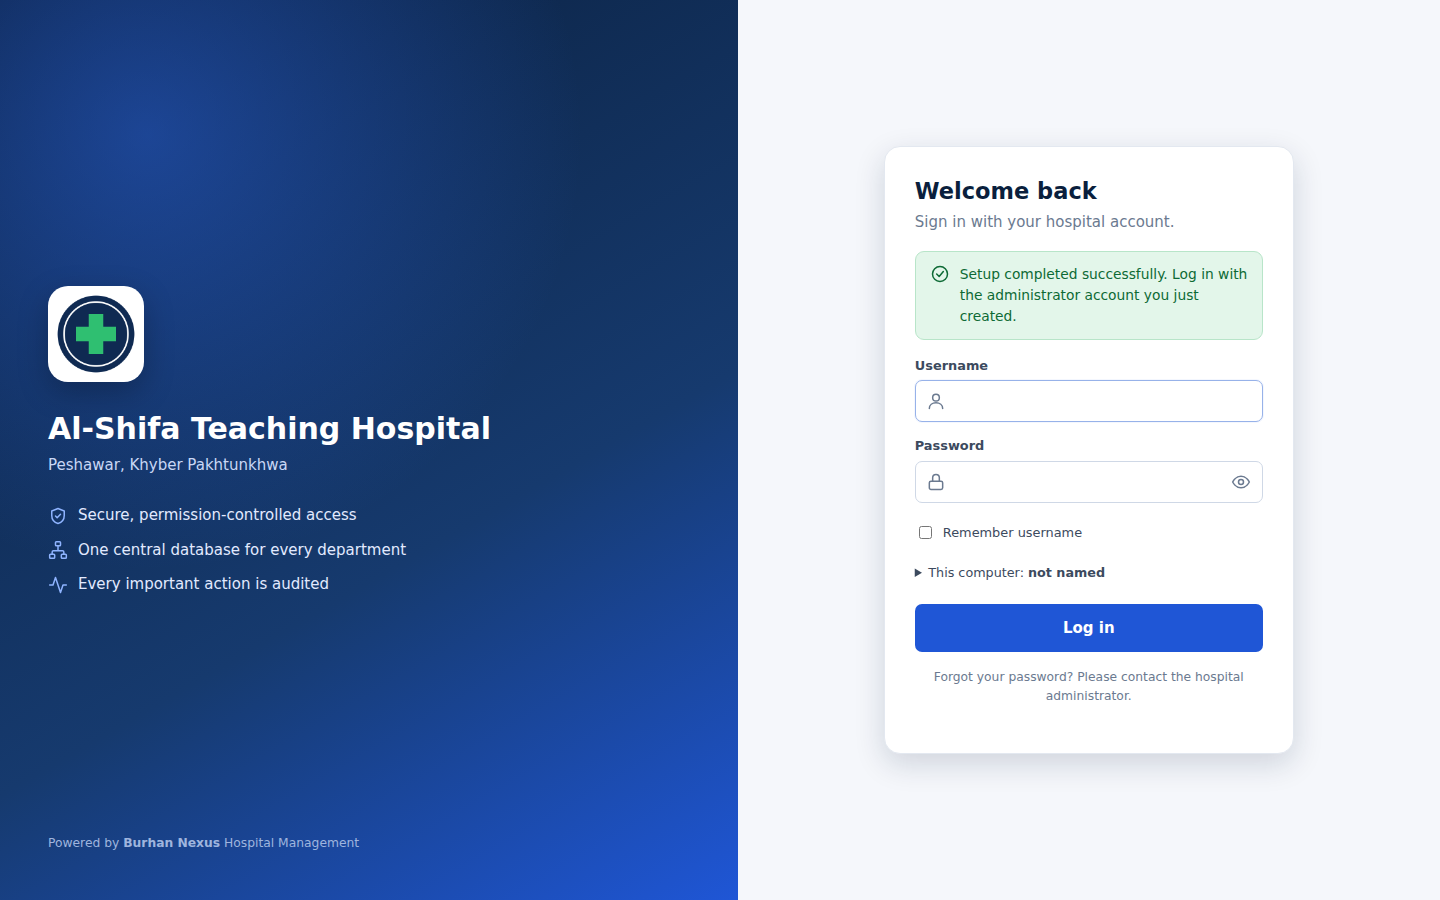 Al-Shifa Teaching Hospital
Peshawar, Khyber Pakhtunkhwa
Secure, permission-controlled access
One central database for every department
Every important action is audited
Powered by Burhan Nexus Hospital Management
Welcome back
Sign in with your hospital account.
Setup completed successfully. Log in with
the administrator account you just
created.
Username
Password
Remember username
This computer: not named
Log in
Forgot your password? Please contact the hospital
administrator.